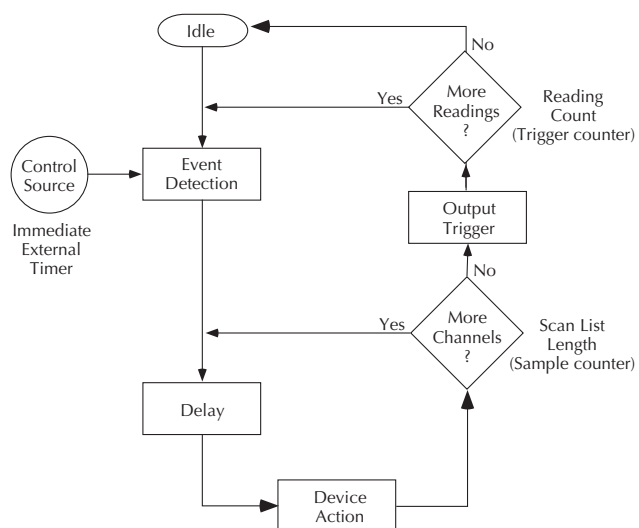 Idle
No
More
Readings
?
Yes
Reading
Count
(Trigger counter)
Control
Source
Event
Detection
Immediate
External
Timer
Output
Trigger
No
More
Channels
?
Yes
Scan List
Length
(Sample counter)
Delay
Device
Action